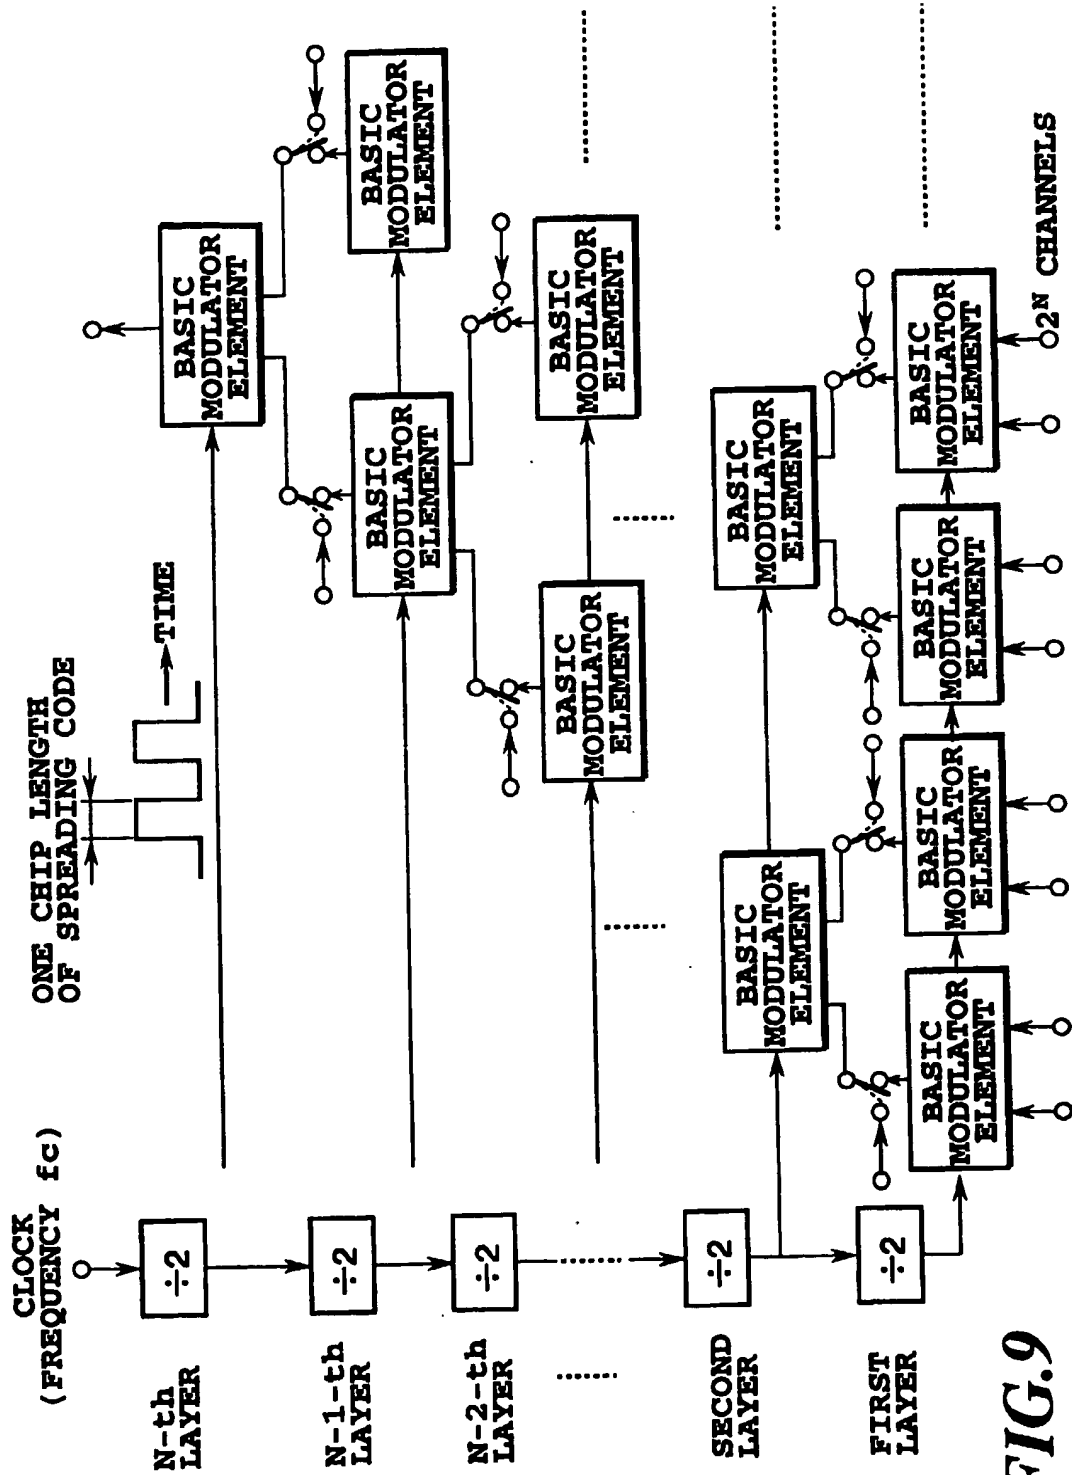 CLOCK
(FREQUENCY fc)
ONE CHIP LENGTH
OF SPREADING CODE
TIME
N-th
LAYER
÷2
BASIC
MODULATOR
ELEMENT
N-1-th
LAYER
÷2
BASIC
MODULATOR
ELEMENT
BASIC
MODULATOR
ELEMENT
N-2-th
LAYER
÷2
BASIC
MODULATOR
ELEMENT
BASIC
MODULATOR
ELEMENT
SECOND
LAYER
÷2
BASIC
MODULATOR
ELEMENT
BASIC
MODULATOR
ELEMENT
FIRST
LAYER
÷2
BASIC
MODULATOR
ELEMENT
BASIC
MODULATOR
ELEMENT
BASIC
MODULATOR
ELEMENT
BASIC
MODULATOR
ELEMENT
2ᴺ CHANNELS
FIG.9